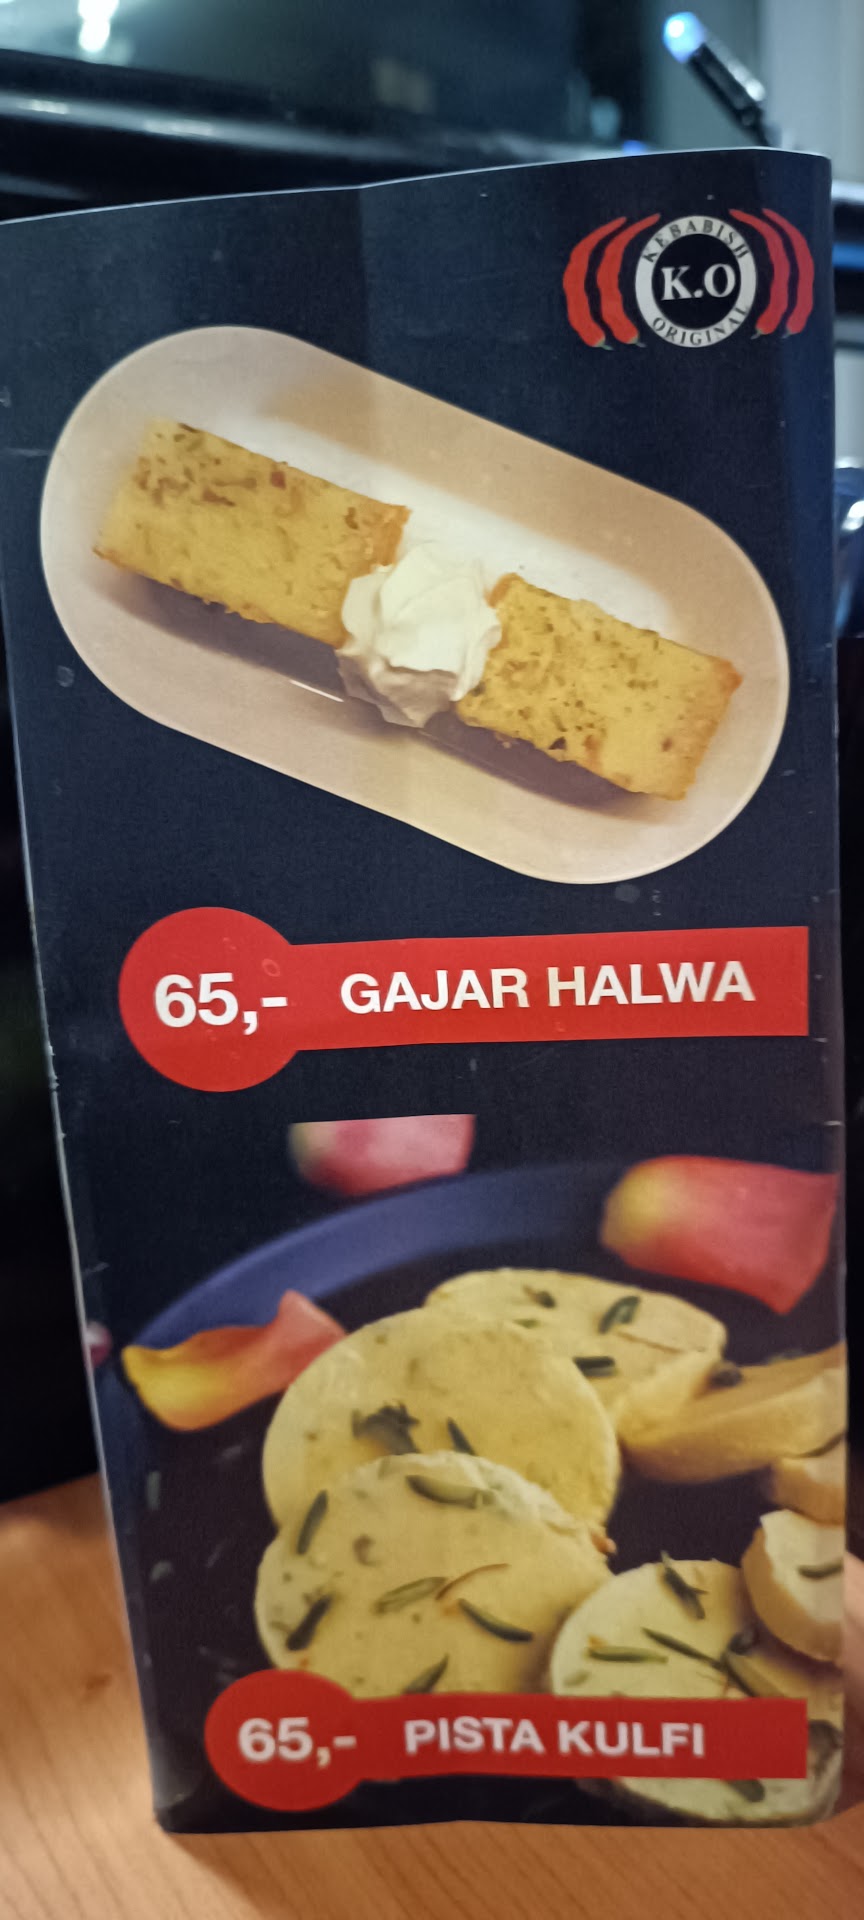 KEBABISH
K.O
ORIGINAL
65,- GAJAR HALWA
65,- PISTA KULFI